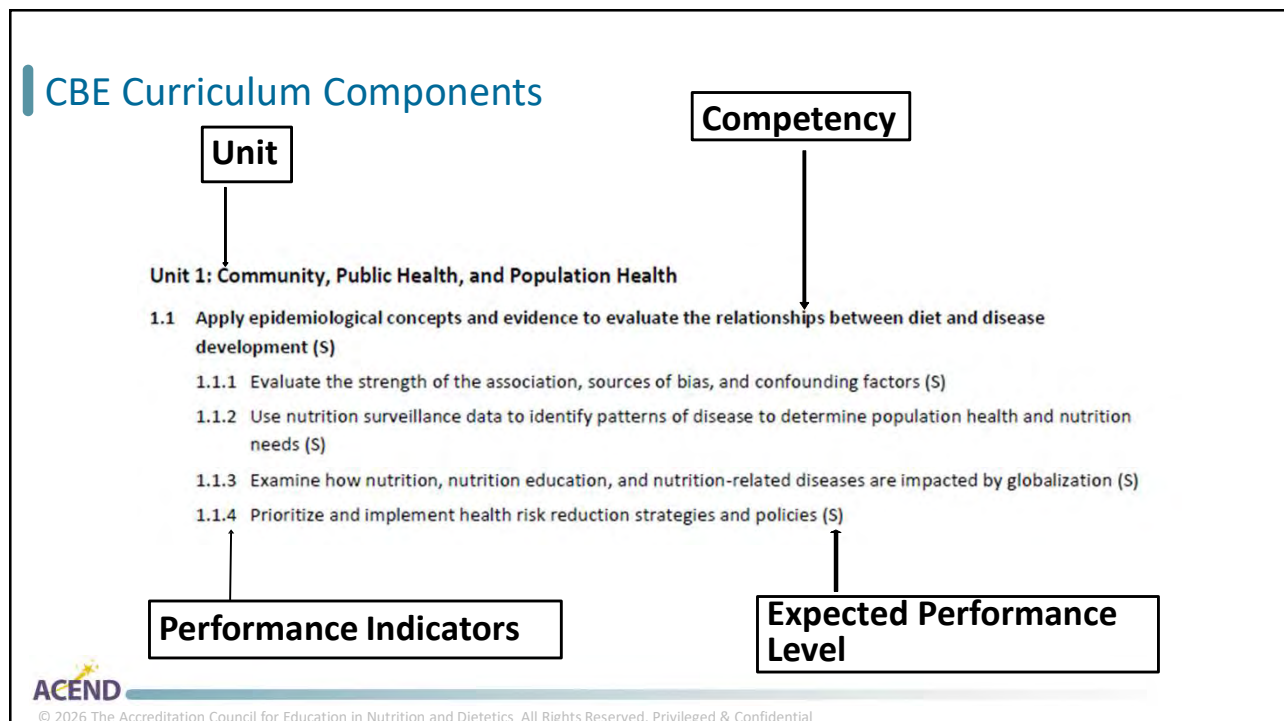 CBE Curriculum Components
Unit
Competency
Unit 1: Community, Public Health, and Population Health
1.1 Apply epidemiological concepts and evidence to evaluate the relationships between diet and disease
development (S)
1.1.1 Evaluate the strength of the association, sources of bias, and confounding factors (S)
1.1.2 Use nutrition surveillance data to identify patterns of disease to determine population health and nutrition
needs (S)
1.1.3 Examine how nutrition, nutrition education, and nutrition-related diseases are impacted by globalization (S)
1.1.4 Prioritize and implement health risk reduction strategies and policies (S)
Performance Indicators
Expected Performance
Level
ACEND
© 2026 The Accreditation Council for Education in Nutrition and Dietetics All Rights Reserved. Privileged & Confidential